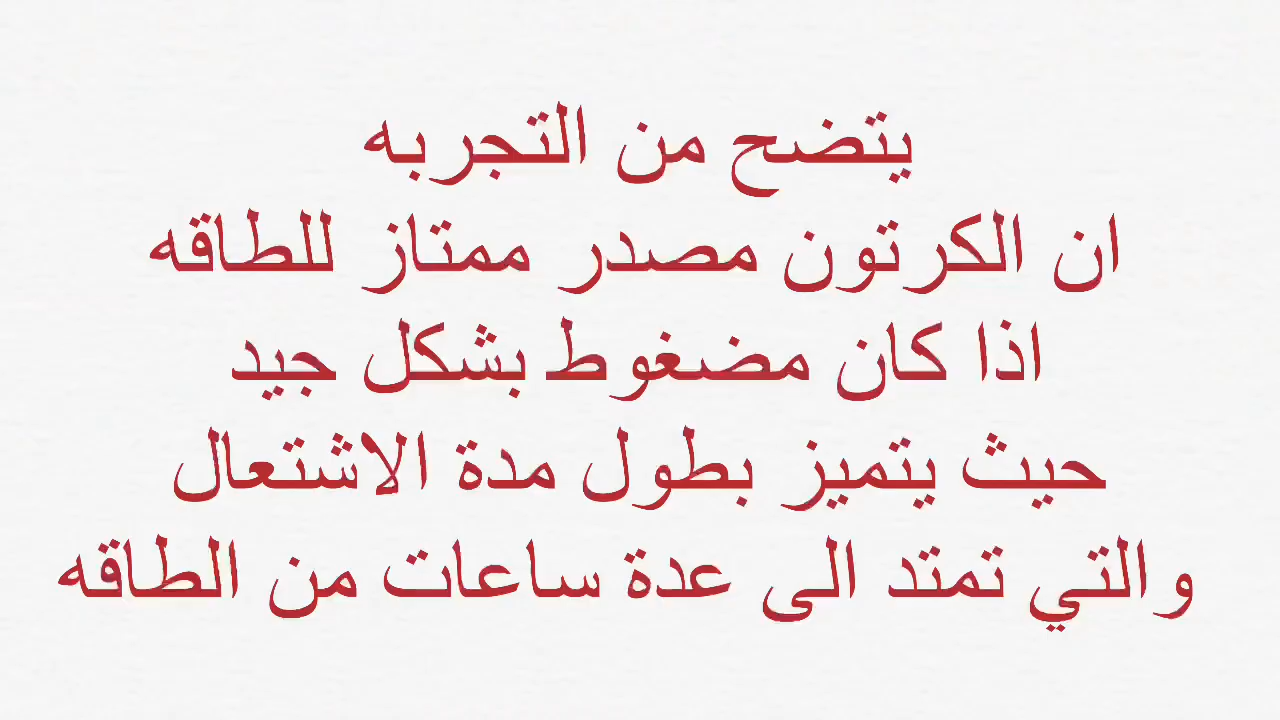 يتضح من التجربه
ان الكرتون مصدر ممتاز للطاقه
اذا كان مضغوط بشكل جيد
حيث يتميز بطول مدة الاشتعال
والتي تمتد الى عدة ساعات من الطاقه